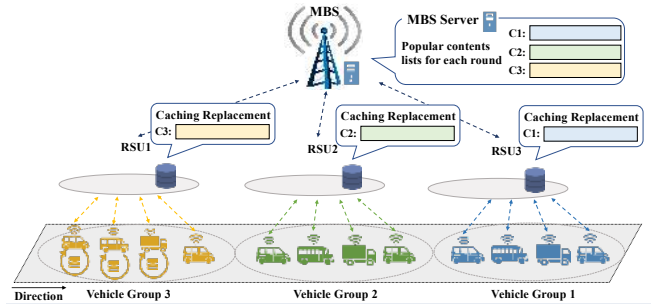 MBS
MBS Server
Popular contents
lists for each round
C1:
C2:
C3:
Caching Replacement
C3:
RSU1
Caching Replacement
C2:
RSU2
Caching Replacement
C1:
RSU3
Direction
Vehicle Group 3
Vehicle Group 2
Vehicle Group 1